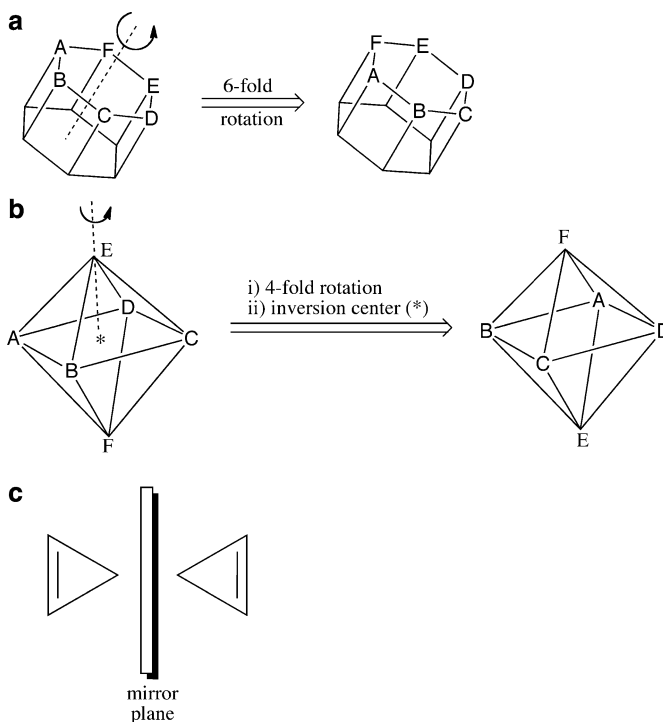 a
A F
B E
C D
6-fold
rotation
F E
A D
B C
b
E
D
A * C
B
F
i) 4-fold rotation
ii) inversion center (*)
F
A
B D
C
E
c
mirror
plane